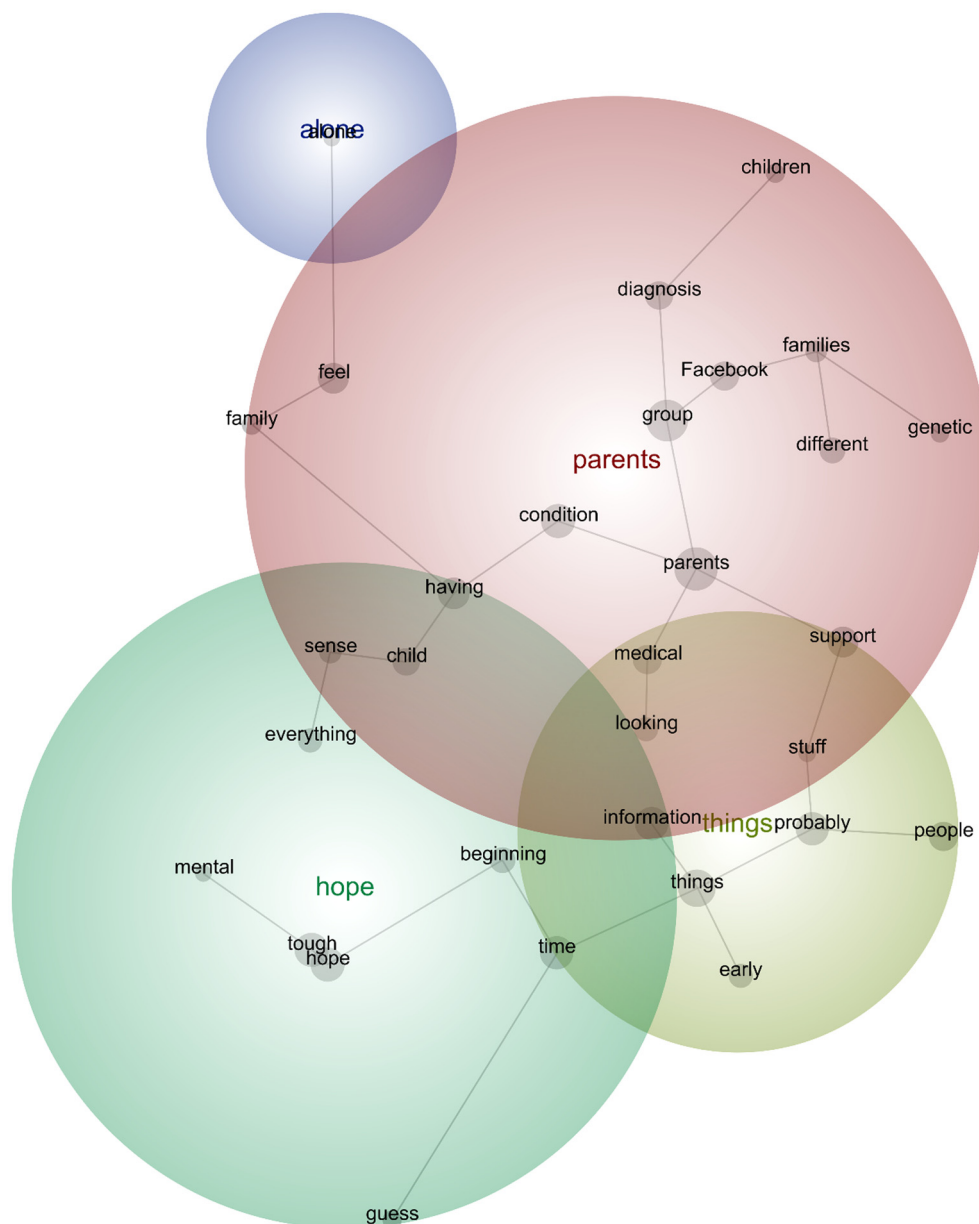 alone
alone
children
diagnosis
families
Facebook
feel
group
family
genetic
different
parents
condition
parents
having
support
sense
child
medical
looking
everything
stuff
information
things
probably
people
beginning
mental
hope
things
tough
hope
time
early
guess